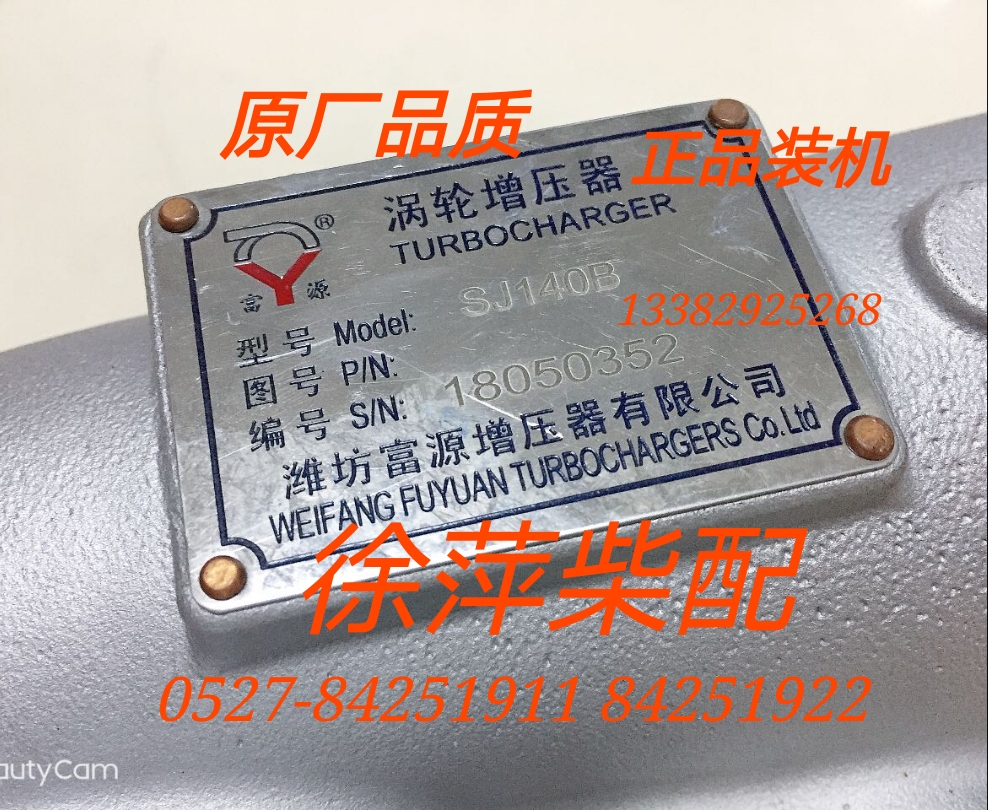 原厂品质
正品装机
涡轮增压器
TURBOCHARGER
®
富源
型号 Model: SJ140B
13382925268
图号 P/N:
编号 S/N: 18050352
潍坊富源增压器有限公司
WEIFANG FUYUAN TURBOCHARGERS Co.Ltd
徐萍柴配
0527-84251911 84251922
autyCam